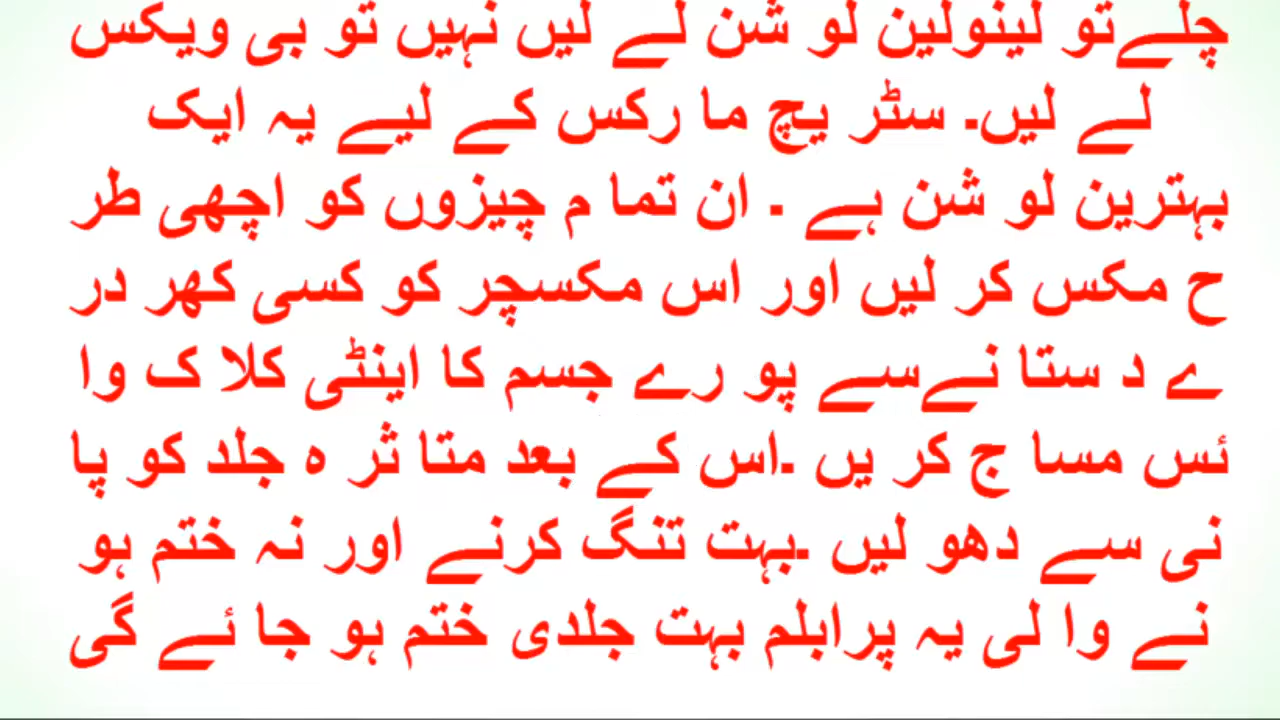 چلےتو لینولین لو شن لے لیں نہیں تو بی ویکس
لے لیں۔ سٹر یچ ما رکس کے لیے یہ ایک
بہترین لو شن ہے ۔ ان تما م چیزوں کو اچھی طر
ح مکس کر لیں اور اس مکسچر کو کسی کھر در
ے د ستا نےسے پو رے جسم کا اینٹی کلا ک وا
ئس مسا ج کر یں ۔اس کے بعد متا ثر ہ جلد کو پا
نی سے دھو لیں ۔بہت تنگ کرنے اور نہ ختم ہو
نے وا لی یہ پرابلم بہت جلدی ختم ہو جا ئے گی